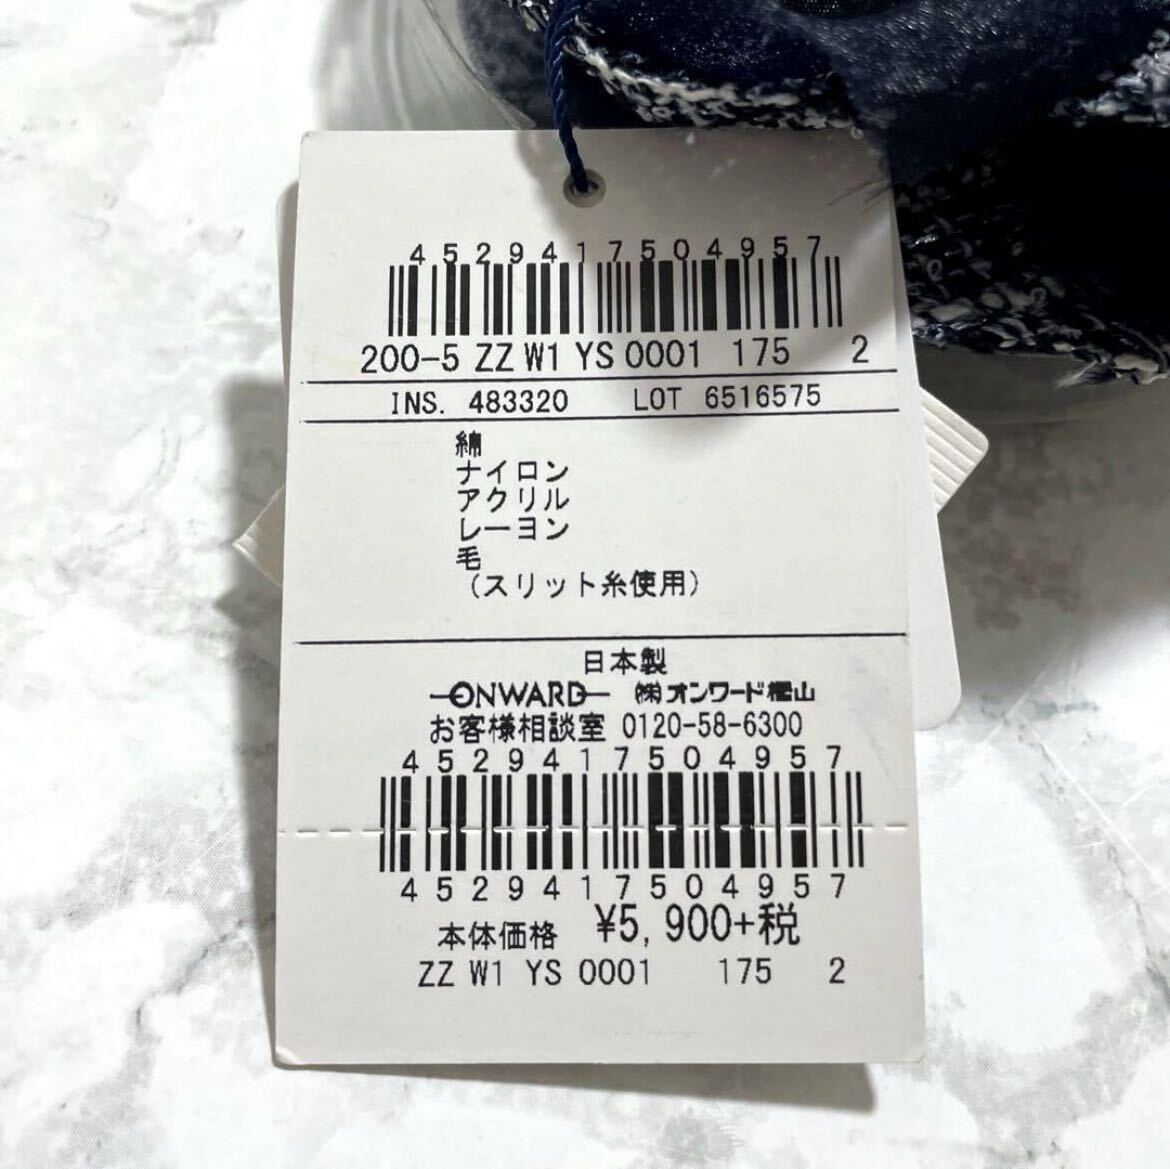 4529417504957
200-5 ZZ W1 YS 0001 175 2
INS. 483320 LOT 6516575
綿
ナイロン
アクリル
レーヨン
毛
(スリット糸使用)
日本製
ONWARD ㈱オンワード樫山
お客様相談室 0120-58-6300
4529417504957
4529417504957
本体価格 ¥5,900+税
ZZ W1 YS 0001 175 2